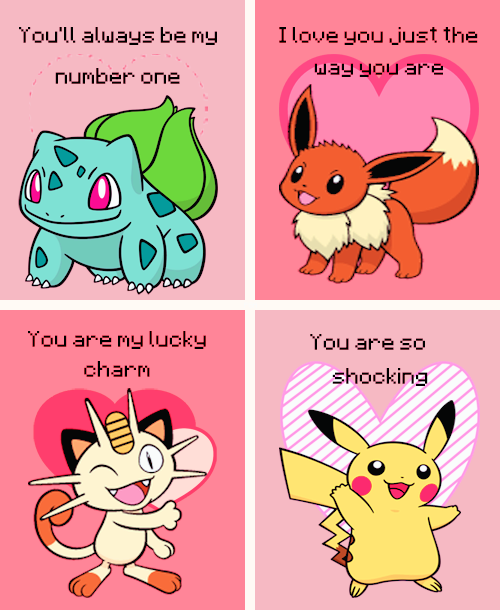 You'll always be my
number one
I love you just the
way you are
You are my lucky
charm
You are so
shocking